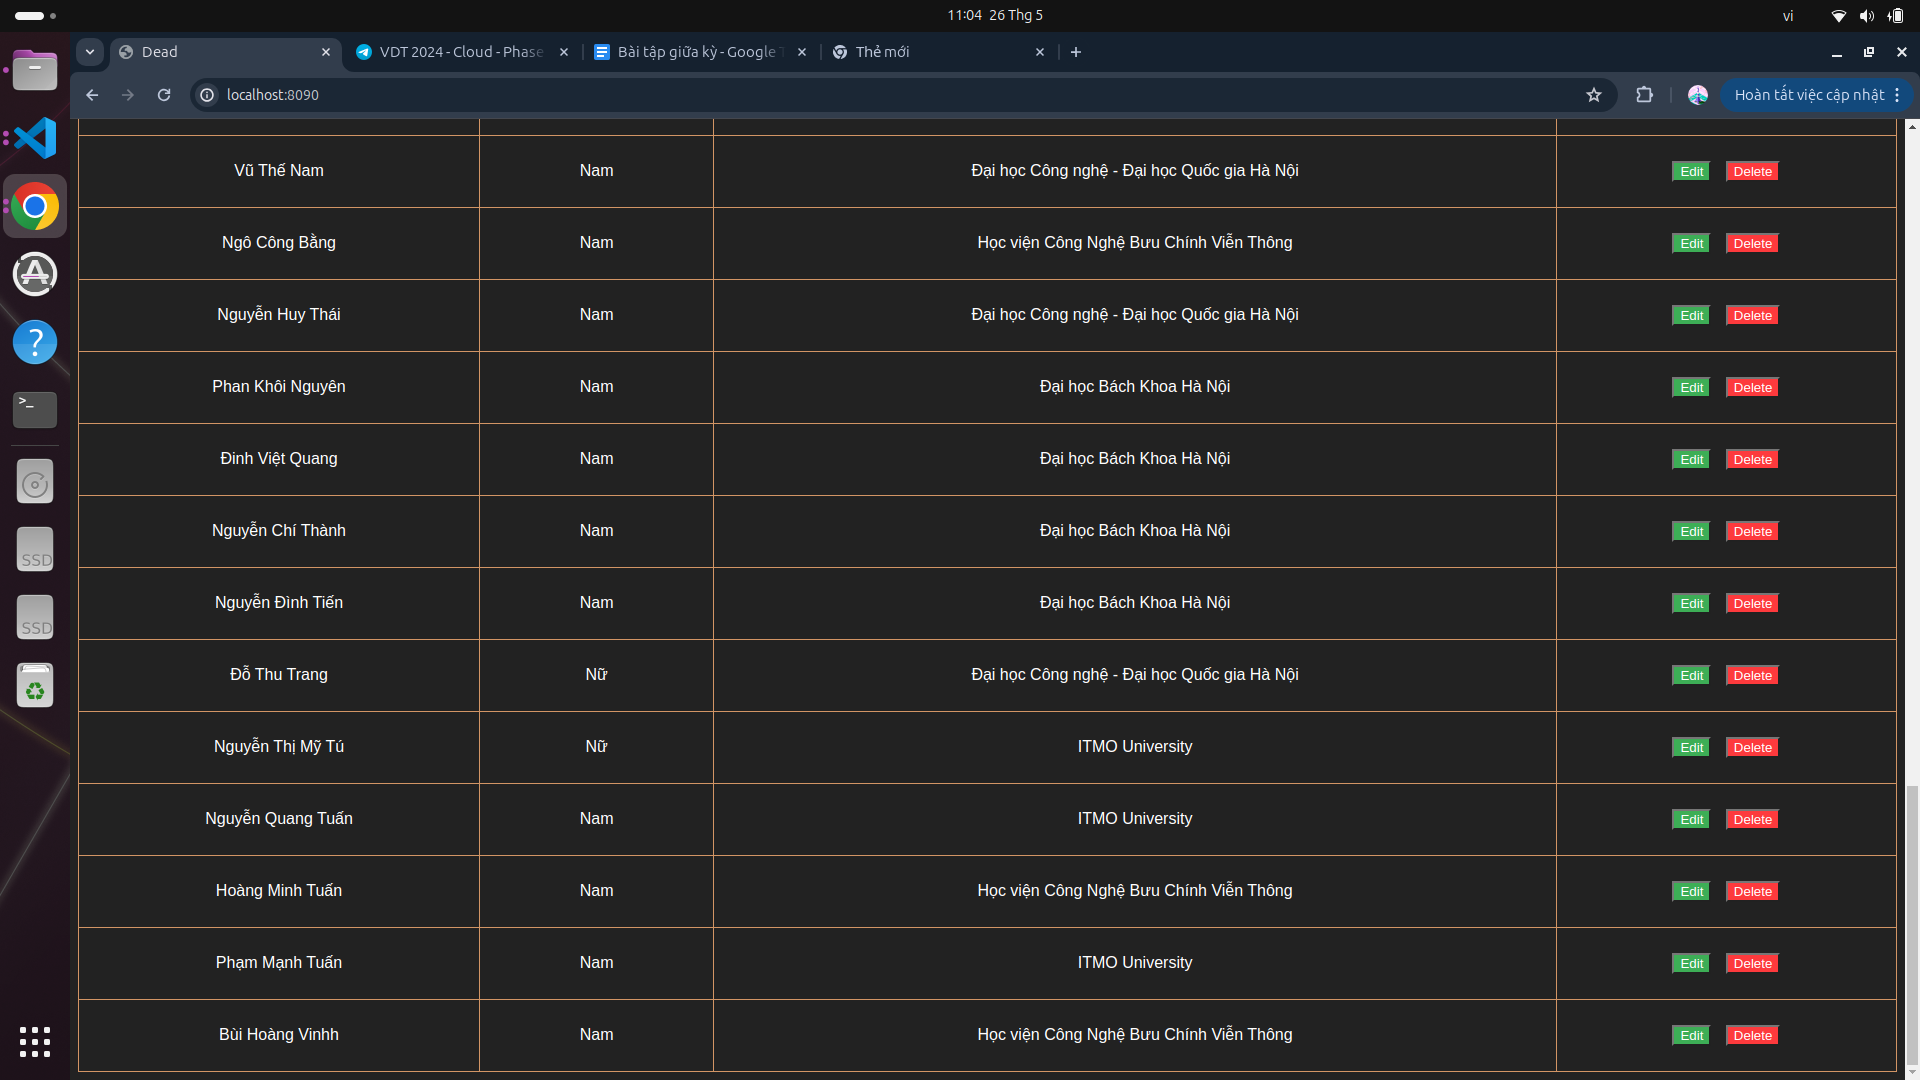 11:04 26 Thg 5
vi
Dead
VDT 2024 - Cloud - Phase
Bài tập giữa kỳ - Google T
Thẻ mới
localhost:8090
Hoàn tất việc cập nhật
Vũ Thế Nam Nam Đại học Công nghệ - Đại học Quốc gia Hà Nội Edit Delete
Ngô Công Bằng Nam Học viện Công Nghệ Bưu Chính Viễn Thông Edit Delete
Nguyễn Huy Thái Nam Đại học Công nghệ - Đại học Quốc gia Hà Nội Edit Delete
Phan Khôi Nguyên Nam Đại học Bách Khoa Hà Nội Edit Delete
Đinh Việt Quang Nam Đại học Bách Khoa Hà Nội Edit Delete
Nguyễn Chí Thành Nam Đại học Bách Khoa Hà Nội Edit Delete
Nguyễn Đình Tiến Nam Đại học Bách Khoa Hà Nội Edit Delete
Đỗ Thu Trang Nữ Đại học Công nghệ - Đại học Quốc gia Hà Nội Edit Delete
Nguyễn Thị Mỹ Tú Nữ ITMO University Edit Delete
Nguyễn Quang Tuấn Nam ITMO University Edit Delete
Hoàng Minh Tuấn Nam Học viện Công Nghệ Bưu Chính Viễn Thông Edit Delete
Phạm Mạnh Tuấn Nam ITMO University Edit Delete
Bùi Hoàng Vinhh Nam Học viện Công Nghệ Bưu Chính Viễn Thông Edit Delete
SSD
SSD